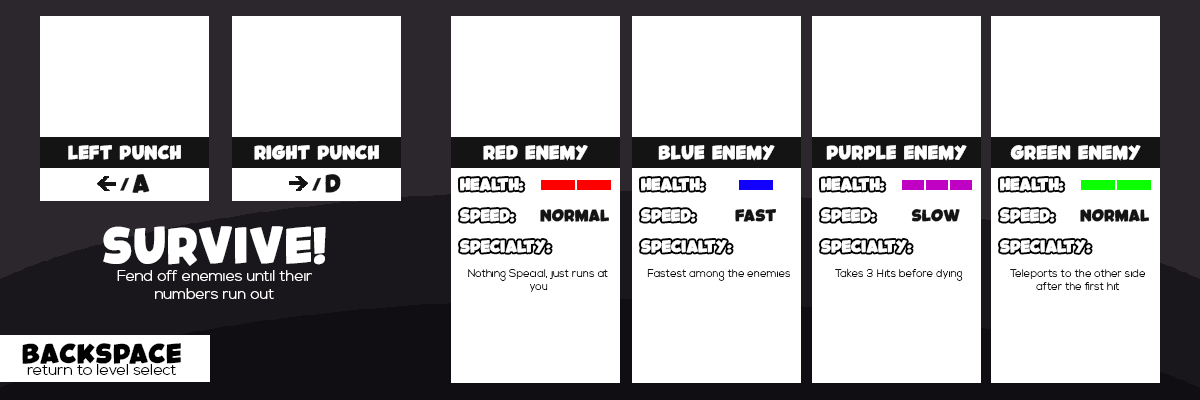 LEFT PUNCH
← / A
RIGHT PUNCH
→ / D
SURVIVE!
Fend off enemies until their
numbers run out
BACKSPACE
return to level select
RED ENEMY
HEALTH:
SPEED: NORMAL
SPECIALTY:
Nothing Special, just runs at
you
BLUE ENEMY
HEALTH:
SPEED: FAST
SPECIALTY:
Fastest among the enemies
PURPLE ENEMY
HEALTH:
SPEED: SLOW
SPECIALTY:
Takes 3 Hits before dying
GREEN ENEMY
HEALTH:
SPEED: NORMAL
SPECIALTY:
Teleports to the other side
after the first hit